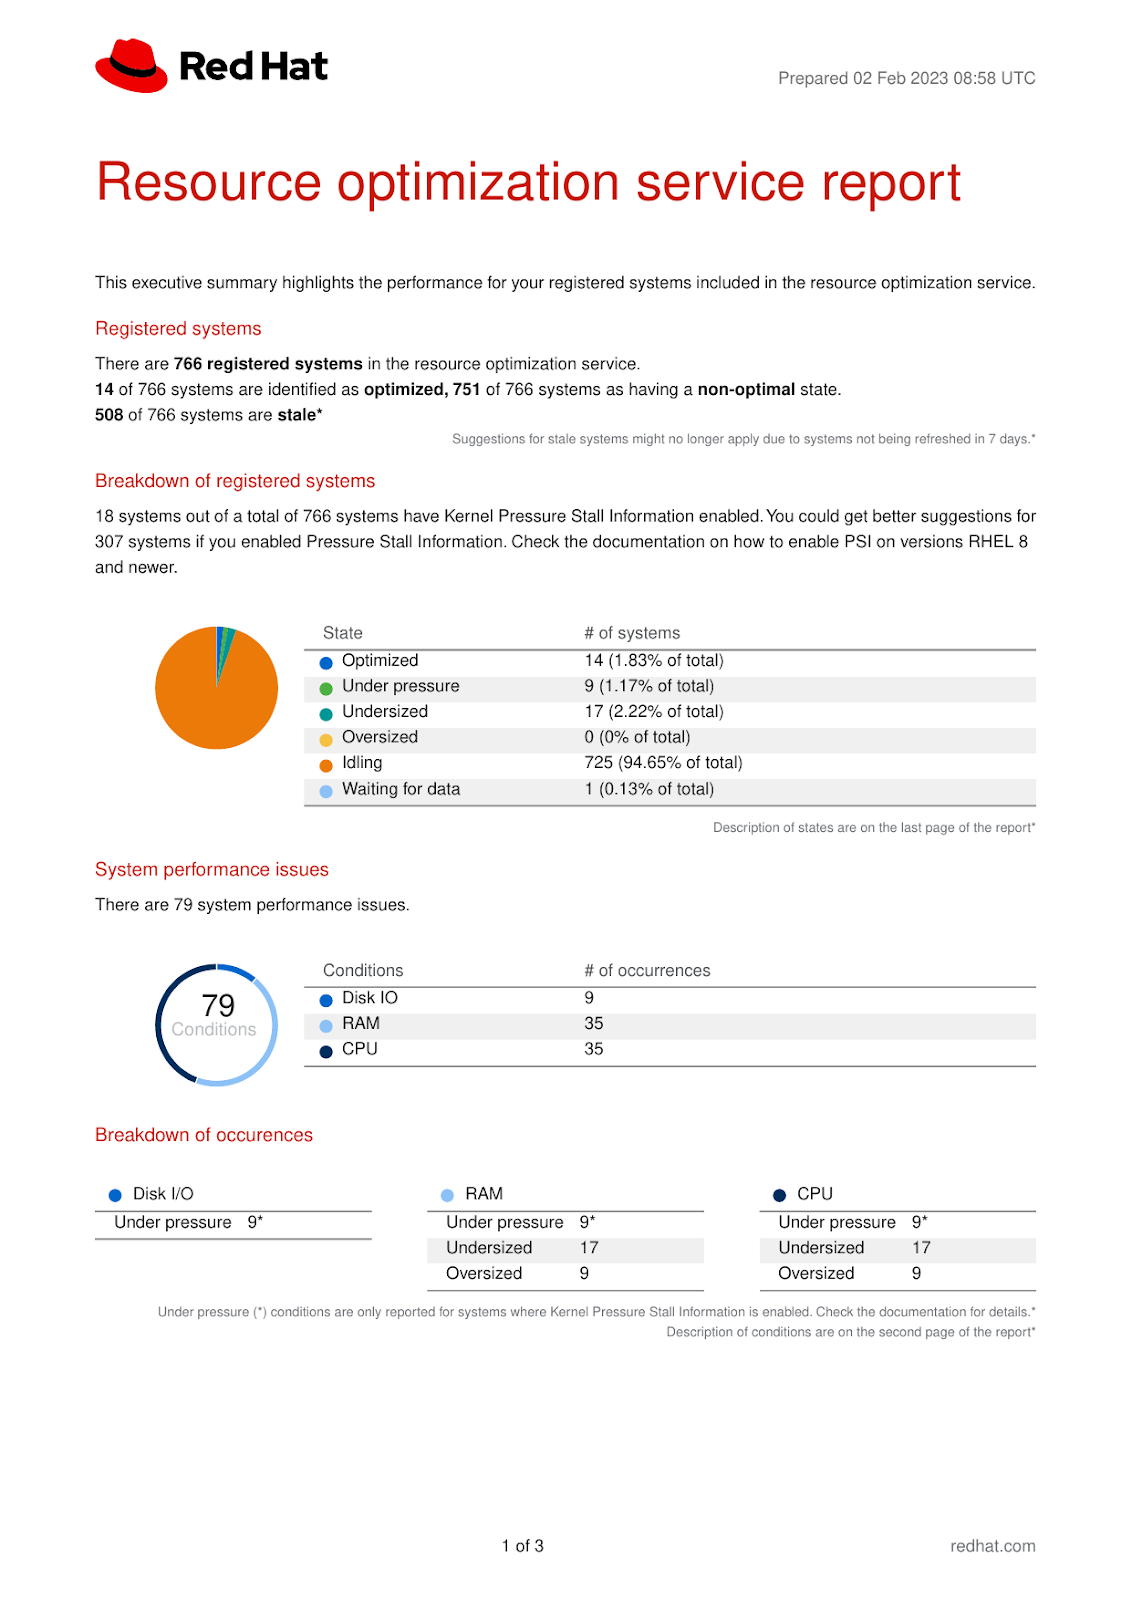 Red Hat
Prepared 02 Feb 2023 08:58 UTC
Resource optimization service report
This executive summary highlights the performance for your registered systems included in the resource optimization service.
Registered systems
There are 766 registered systems in the resource optimization service.
14 of 766 systems are identified as optimized, 751 of 766 systems as having a non-optimal state.
508 of 766 systems are stale*
Suggestions for stale systems might no longer apply due to systems not being refreshed in 7 days.*
Breakdown of registered systems
18 systems out of a total of 766 systems have Kernel Pressure Stall Information enabled. You could get better suggestions for
307 systems if you enabled Pressure Stall Information. Check the documentation on how to enable PSI on versions RHEL 8
and newer.
State # of systems
Optimized 14 (1.83% of total)
Under pressure 9 (1.17% of total)
Undersized 17 (2.22% of total)
Oversized 0 (0% of total)
Idling 725 (94.65% of total)
Waiting for data 1 (0.13% of total)
Description of states are on the last page of the report*
System performance issues
There are 79 system performance issues.
79
Conditions
Conditions # of occurrences
Disk IO 9
RAM 35
CPU 35
Breakdown of occurences
Disk I/O
Under pressure 9*
RAM
Under pressure 9*
Undersized 17
Oversized 9
CPU
Under pressure 9*
Undersized 17
Oversized 9
Under pressure (*) conditions are only reported for systems where Kernel Pressure Stall Information is enabled. Check the documentation for details.*
Description of conditions are on the second page of the report*
1 of 3
redhat.com